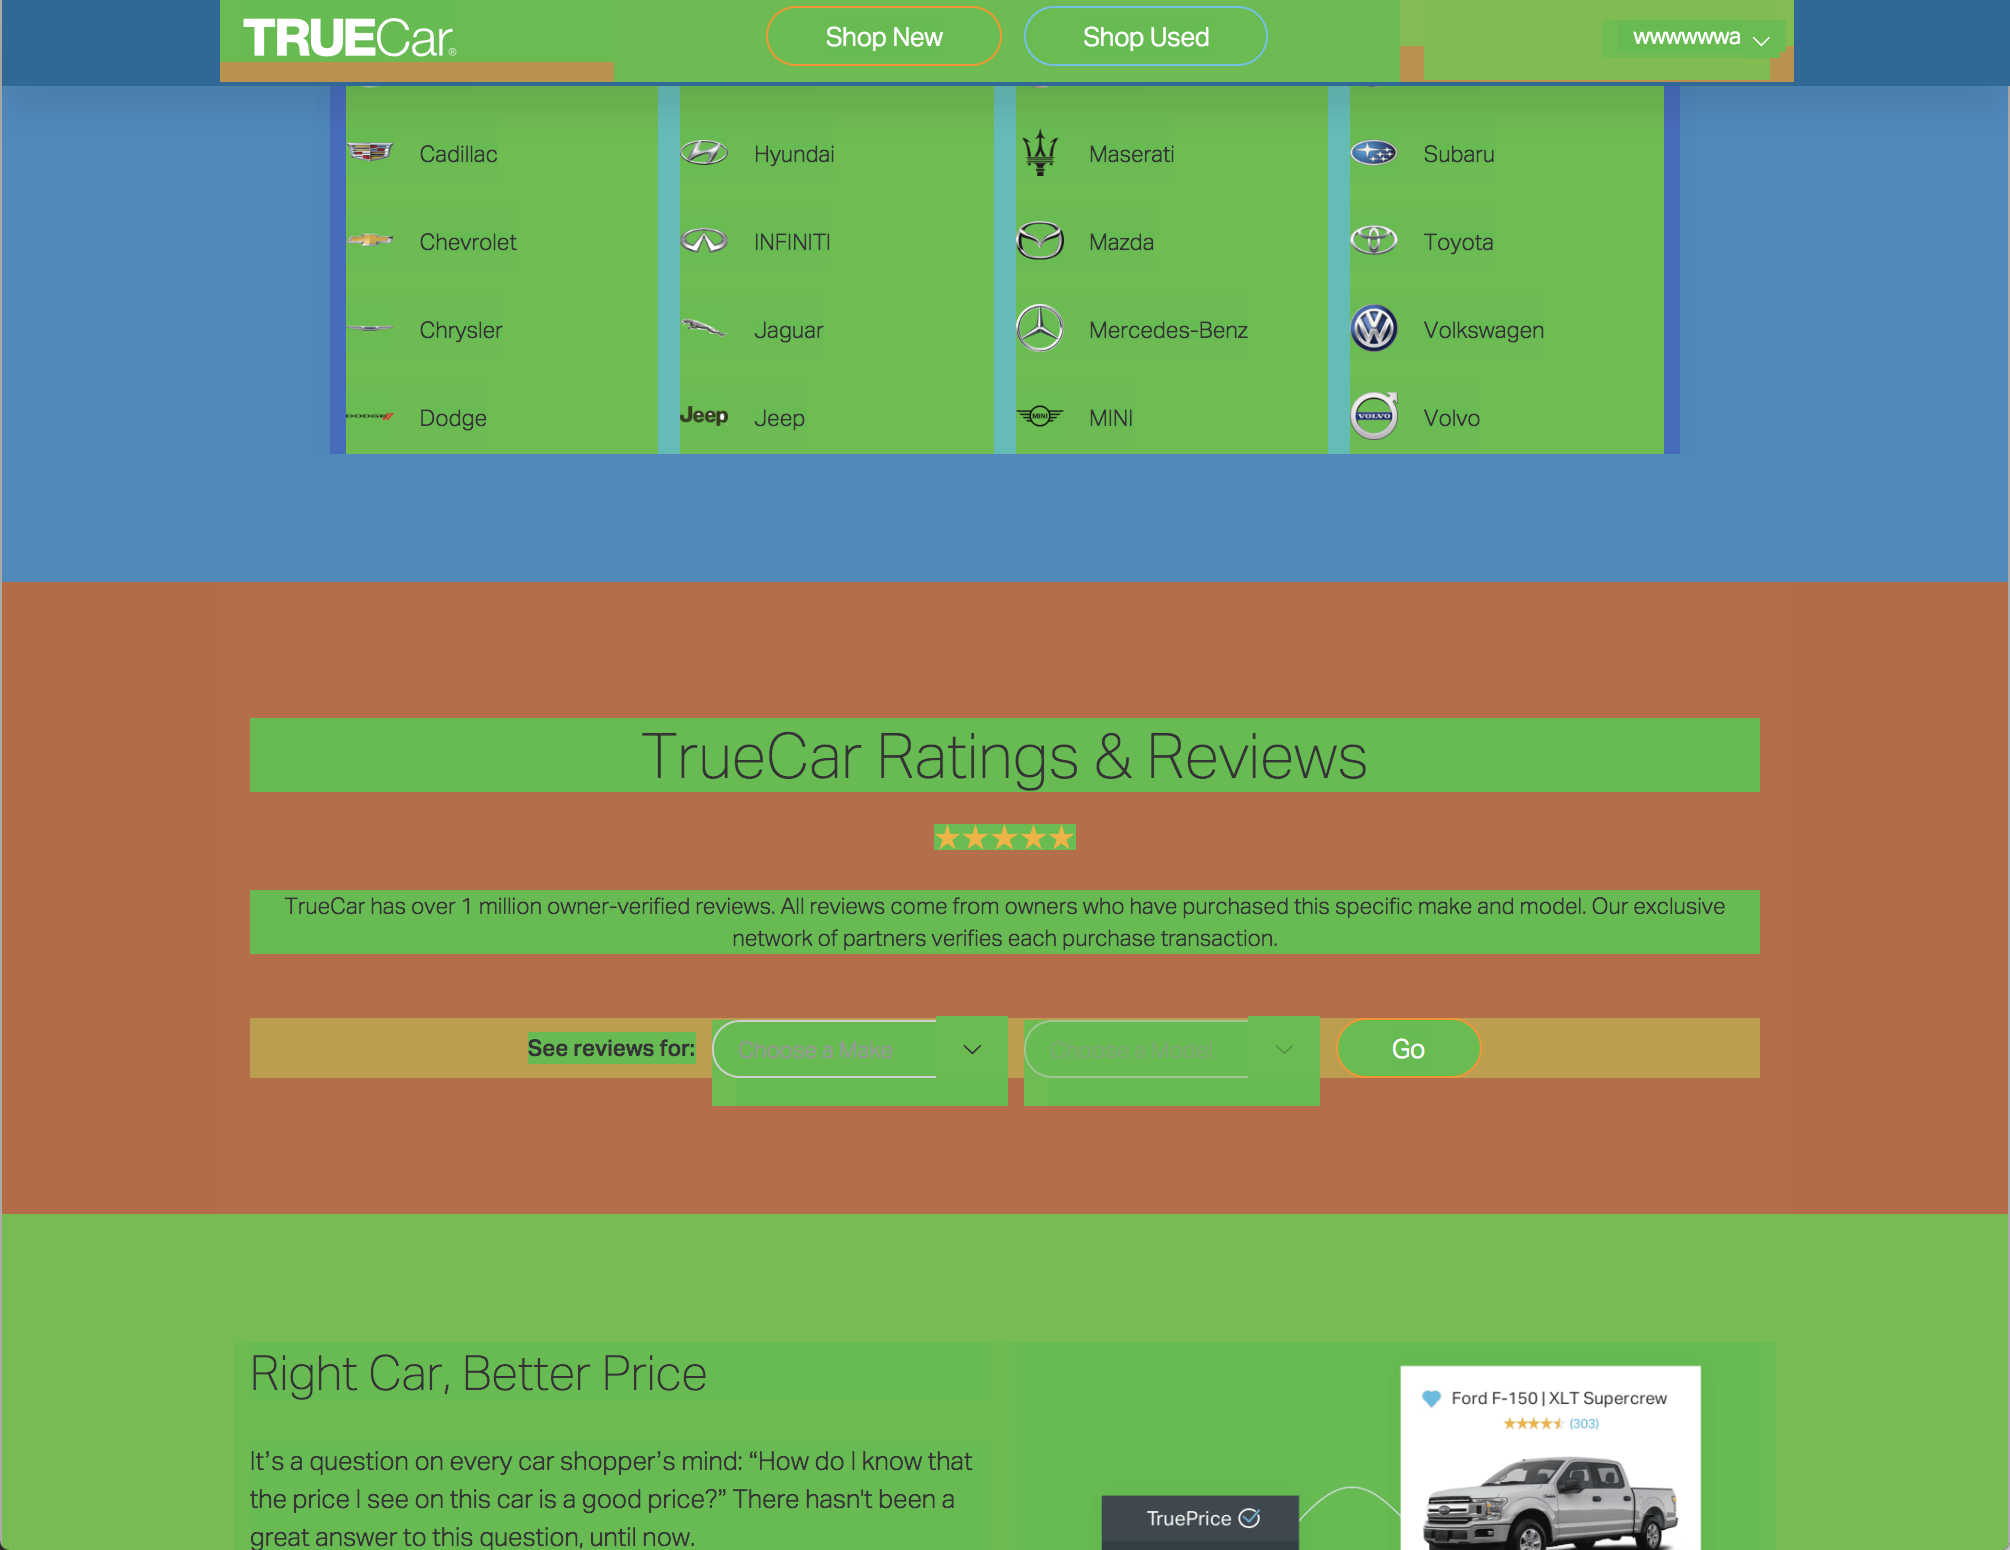 TRUECar®
Shop New
Shop Used
wwwwwwa
Cadillac
Hyundai
Maserati
Subaru
Chevrolet
INFINITI
Mazda
Toyota
Chrysler
Jaguar
Mercedes-Benz
Volkswagen
DODGE
Dodge
Jeep
Jeep
MINI
MINI
VOLVO
Volvo
TrueCar Ratings & Reviews
TrueCar has over 1 million owner-verified reviews. All reviews come from owners who have purchased this specific make and model. Our exclusive
network of partners verifies each purchase transaction.
See reviews for:
Choose a Make
Choose a Model
Go
Right Car, Better Price
It's a question on every car shopper's mind: “How do I know that
the price I see on this car is a good price?” There hasn't been a
great answer to this question, until now.
Ford F-150 | XLT Supercrew
(303)
TruePrice